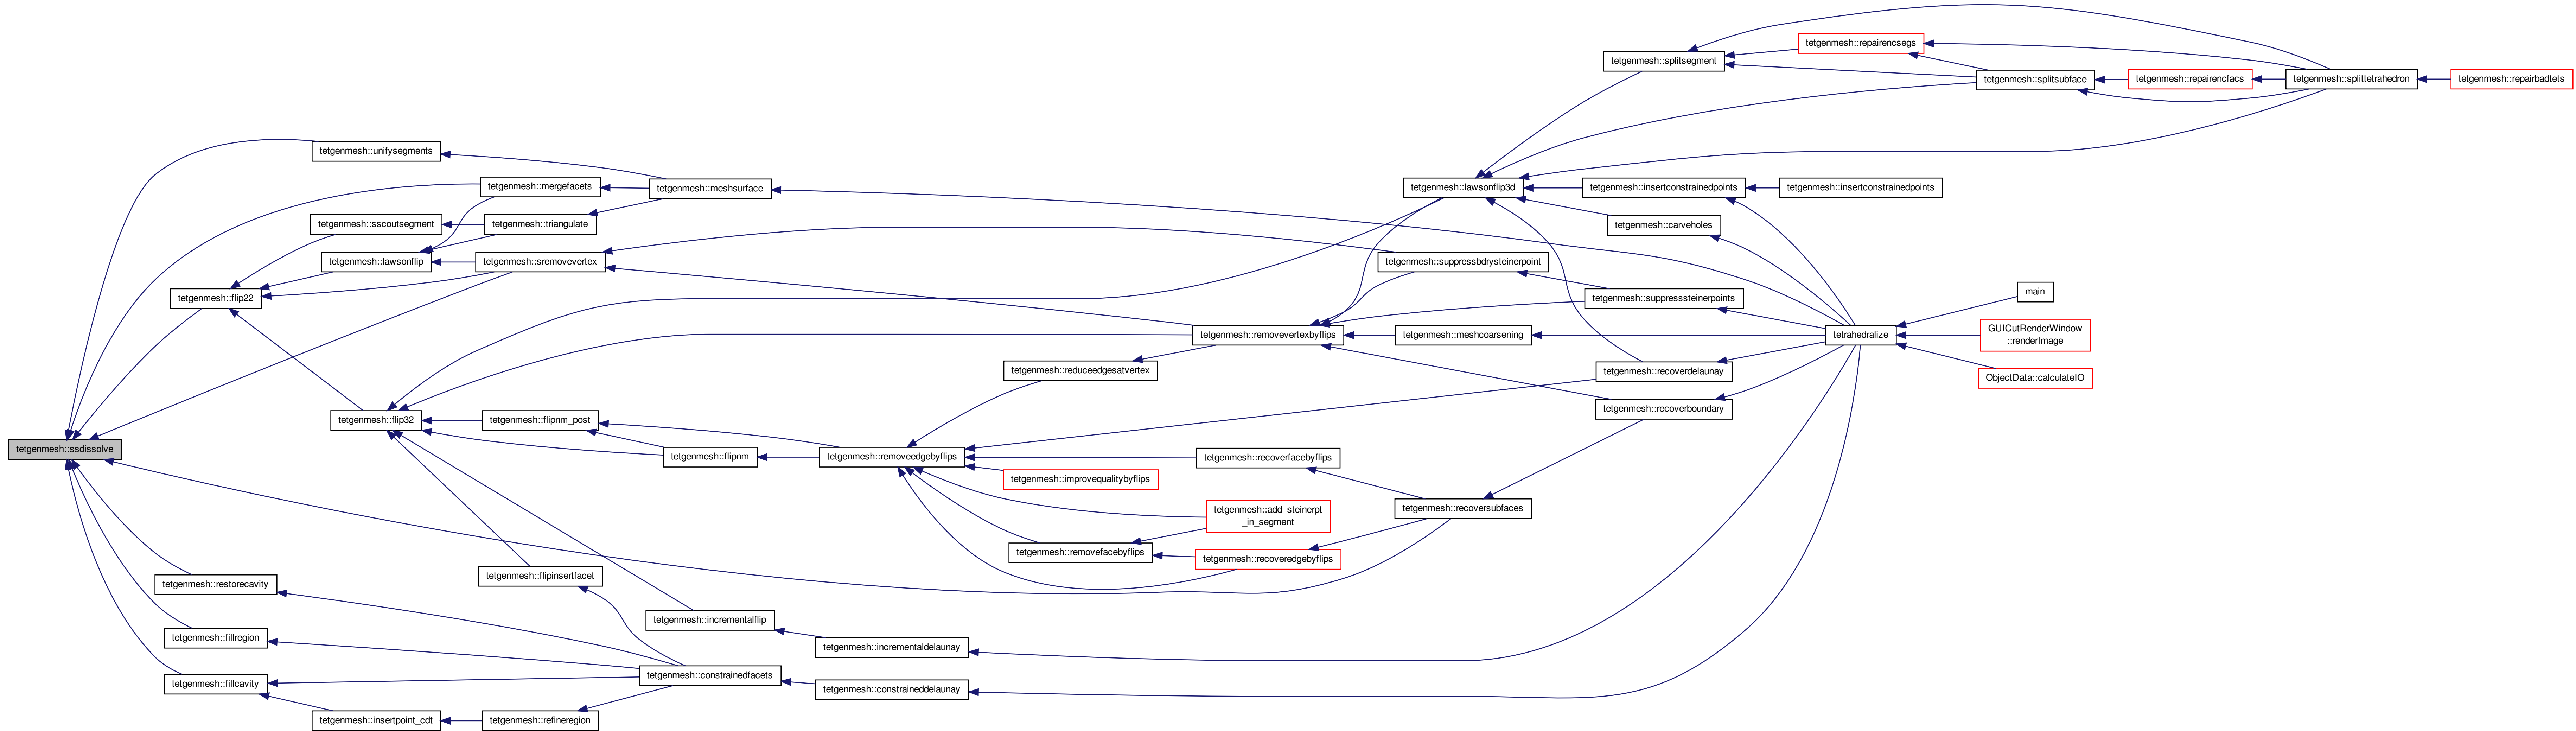 tetgenmesh::ssdissolve
tetgenmesh::unifysegments
tetgenmesh::mergefacets
tetgenmesh::meshsurface
tetgenmesh::sscoutsegment
tetgenmesh::triangulate
tetgenmesh::lawsonflip
tetgenmesh::sremovevertex
tetgenmesh::flip22
tetgenmesh::flip32
tetgenmesh::flipnm_post
tetgenmesh::flipnm
tetgenmesh::removeedgebyflips
tetgenmesh::restorecavity
tetgenmesh::fillregion
tetgenmesh::fillcavity
tetgenmesh::insertpoint_cdt
tetgenmesh::refineregion
tetgenmesh::flipinsertfacet
tetgenmesh::incrementalflip
tetgenmesh::constrainedfacets
tetgenmesh::incrementaldelaunay
tetgenmesh::constraineddelaunay
tetgenmesh::removevertexbyflips
tetgenmesh::reduceedgesatvertex
tetgenmesh::recoverfacebyflips
tetgenmesh::improvequalitybyflips
tetgenmesh::add_steinerpt
_in_segment
tetgenmesh::removefacebyflips
tetgenmesh::recoveredgebyflips
tetgenmesh::recoversubfaces
tetgenmesh::lawsonflip3d
tetgenmesh::suppressbdrysteinerpoint
tetgenmesh::meshcoarsening
tetgenmesh::splitsegment
tetgenmesh::repairencsegs
tetgenmesh::splitsubface
tetgenmesh::repairencfacs
tetgenmesh::splittetrahedron
tetgenmesh::repairbadtets
tetgenmesh::insertconstrainedpoints
tetgenmesh::insertconstrainedpoints
tetgenmesh::carveholes
tetgenmesh::suppresssteinerpoints
tetgenmesh::recoverdelaunay
tetgenmesh::recoverboundary
tetrahedralize
main
GUICutRenderWindow
::renderImage
ObjectData::calculateIO